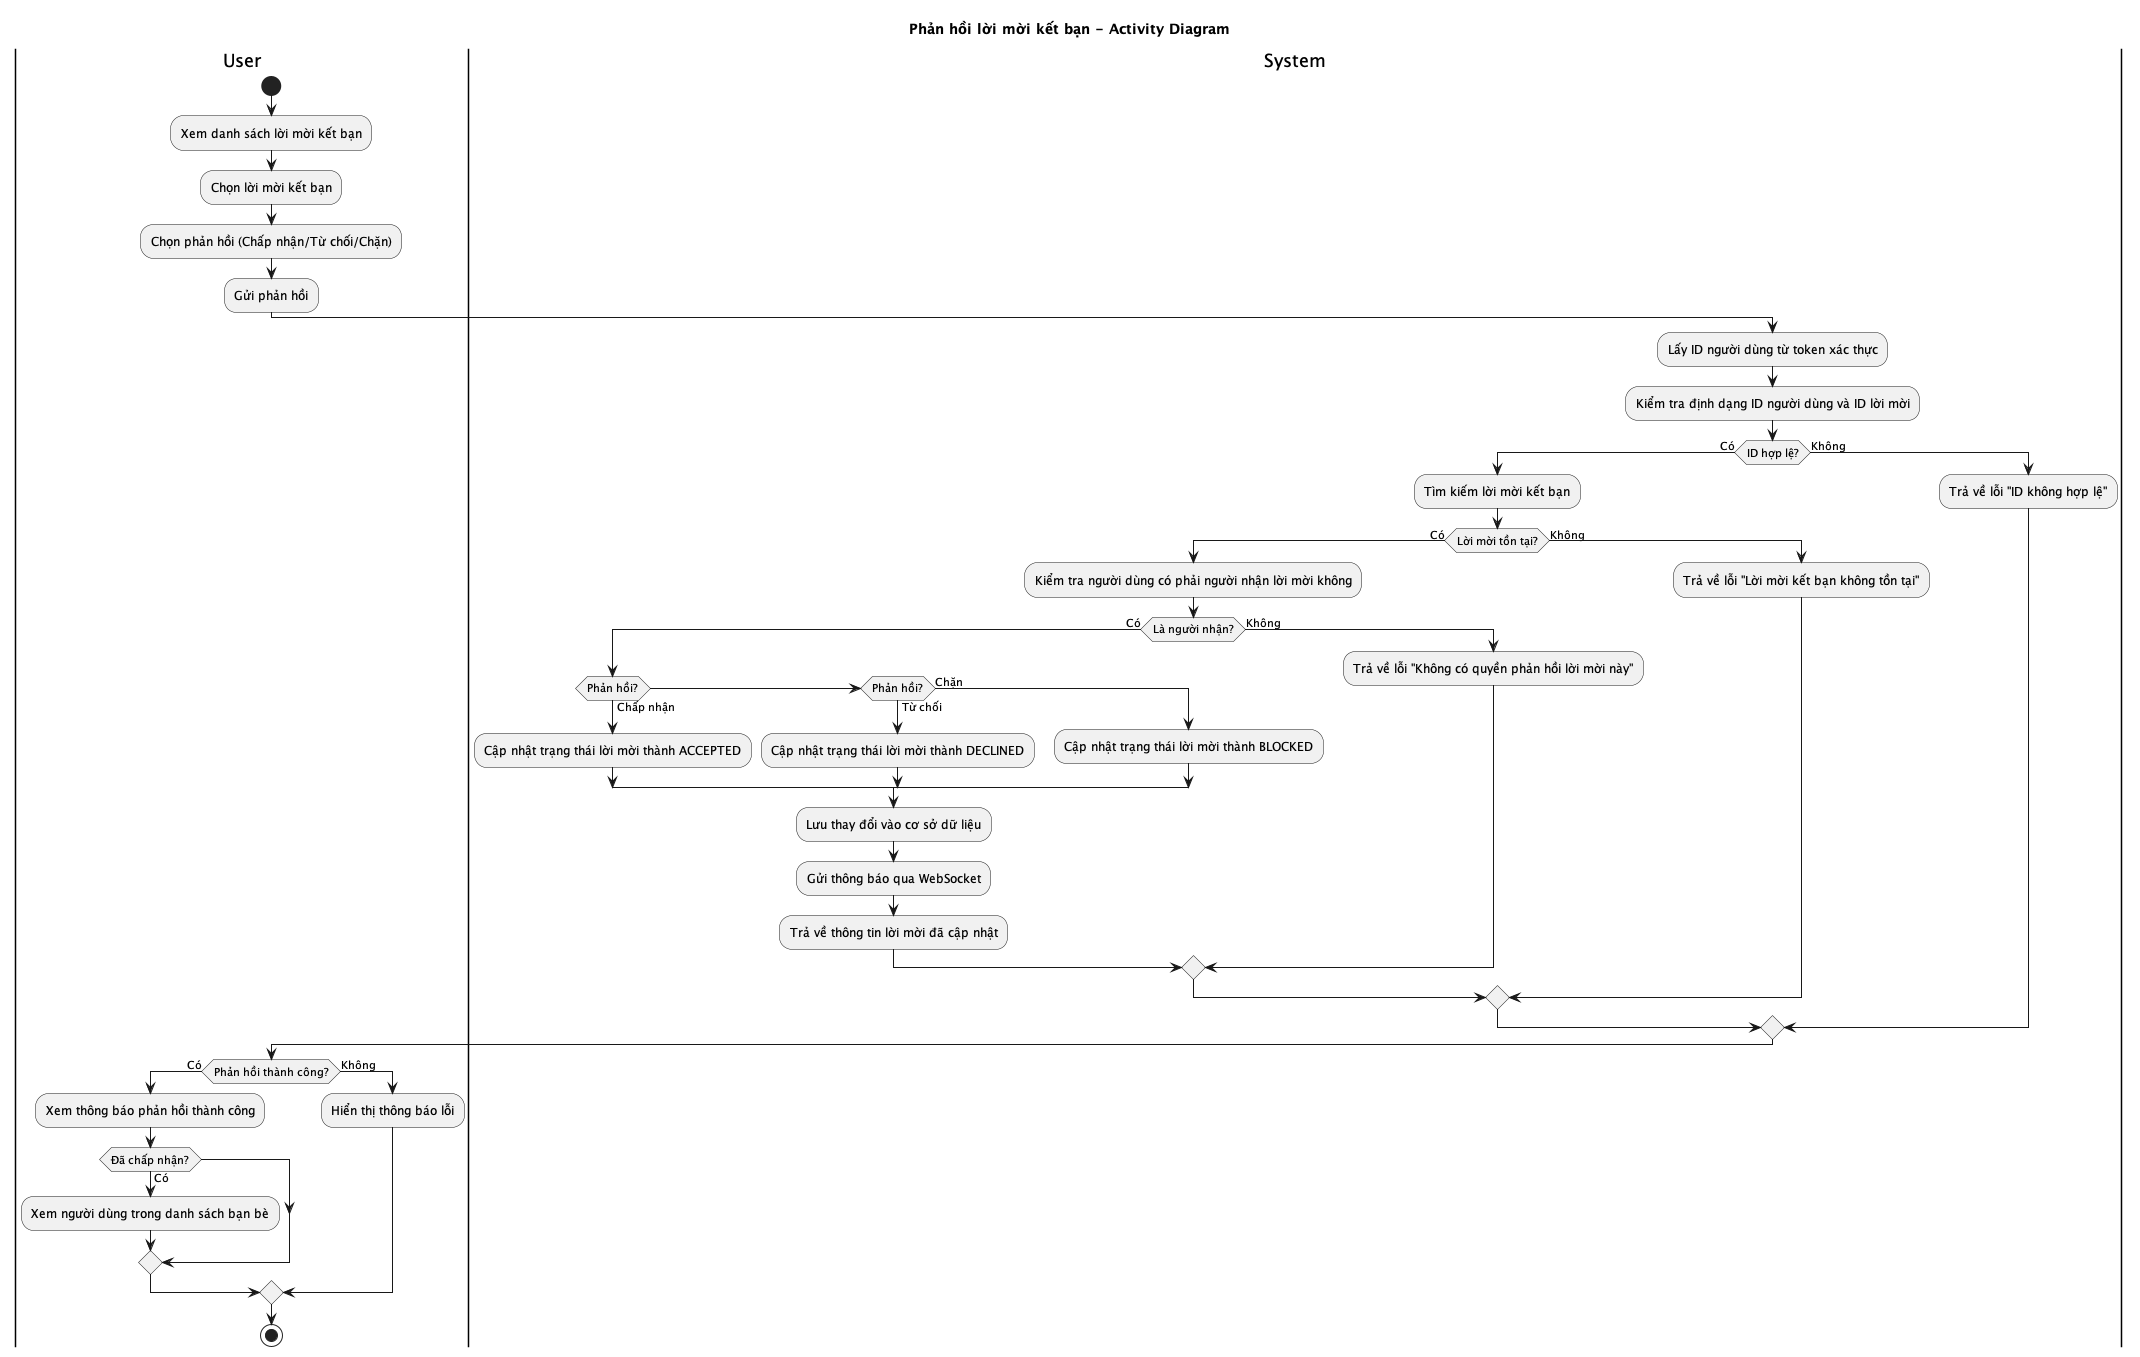 Phản hồi lời mời kết bạn – Activity Diagram
User
System
Xem danh sách lời mời kết bạn
Chọn lời mời kết bạn
Chọn phản hồi (Chấp nhận/Từ chối/Chặn)
Gửi phản hồi
Lấy ID người dùng từ token xác thực
Kiểm tra định dạng ID người dùng và ID lời mời
Có
ID hợp lệ?
Không
Tìm kiếm lời mời kết bạn
Trả về lỗi "ID không hợp lệ"
Có
Lời mời tồn tại?
Không
Kiểm tra người dùng có phải người nhận lời mời không
Trả về lỗi "Lời mời kết bạn không tồn tại"
Có
Là người nhận?
Không
Trả về lỗi "Không có quyền phản hồi lời mời này"
Phản hồi?
Phản hồi?
Chặn
Chấp nhận
Từ chối
Cập nhật trạng thái lời mời thành ACCEPTED
Cập nhật trạng thái lời mời thành DECLINED
Cập nhật trạng thái lời mời thành BLOCKED
Lưu thay đổi vào cơ sở dữ liệu
Gửi thông báo qua WebSocket
Trả về thông tin lời mời đã cập nhật
Có
Phản hồi thành công?
Không
Xem thông báo phản hồi thành công
Hiển thị thông báo lỗi
Đã chấp nhận?
Có
Xem người dùng trong danh sách bạn bè